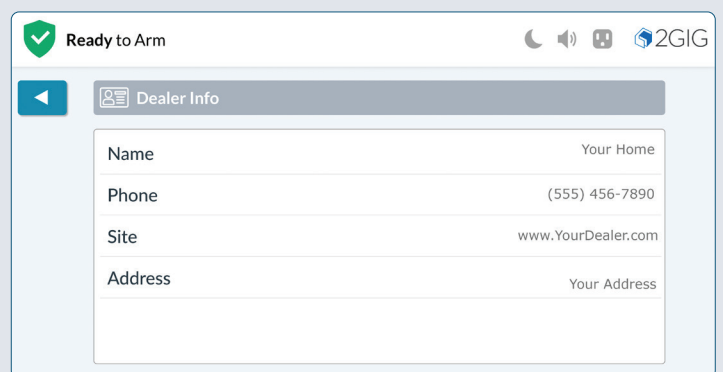 Ready to Arm
2GIG
Dealer Info
Name Your Home
Phone (555) 456-7890
Site www.YourDealer.com
Address Your Address